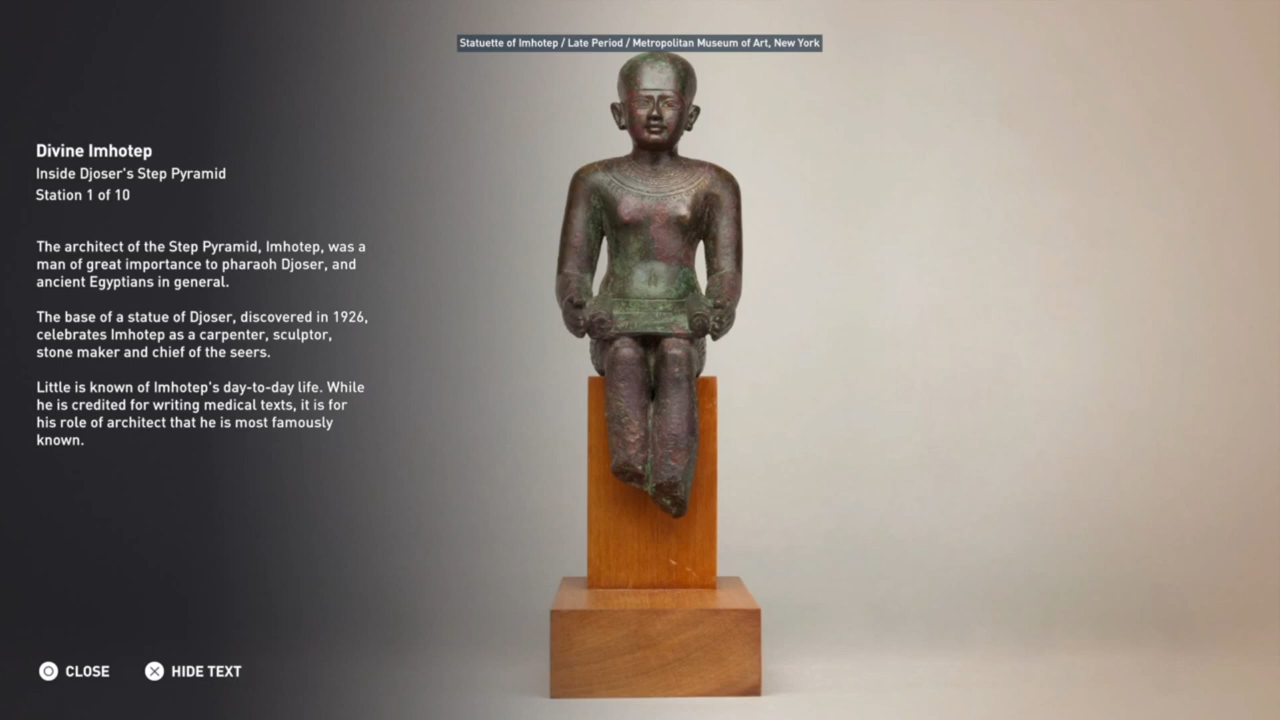 Statuette of Imhotep / Late Period / Metropolitan Museum of Art, New York
Divine Imhotep
Inside Djoser's Step Pyramid
Station 1 of 10
The architect of the Step Pyramid, Imhotep, was a
man of great importance to pharaoh Djoser, and
ancient Egyptians in general.
The base of a statue of Djoser, discovered in 1926,
celebrates Imhotep as a carpenter, sculptor,
stone maker and chief of the seers.
Little is known of Imhotep's day-to-day life. While
he is credited for writing medical texts, it is for
his role of architect that he is most famously
known.
CLOSE HIDE TEXT